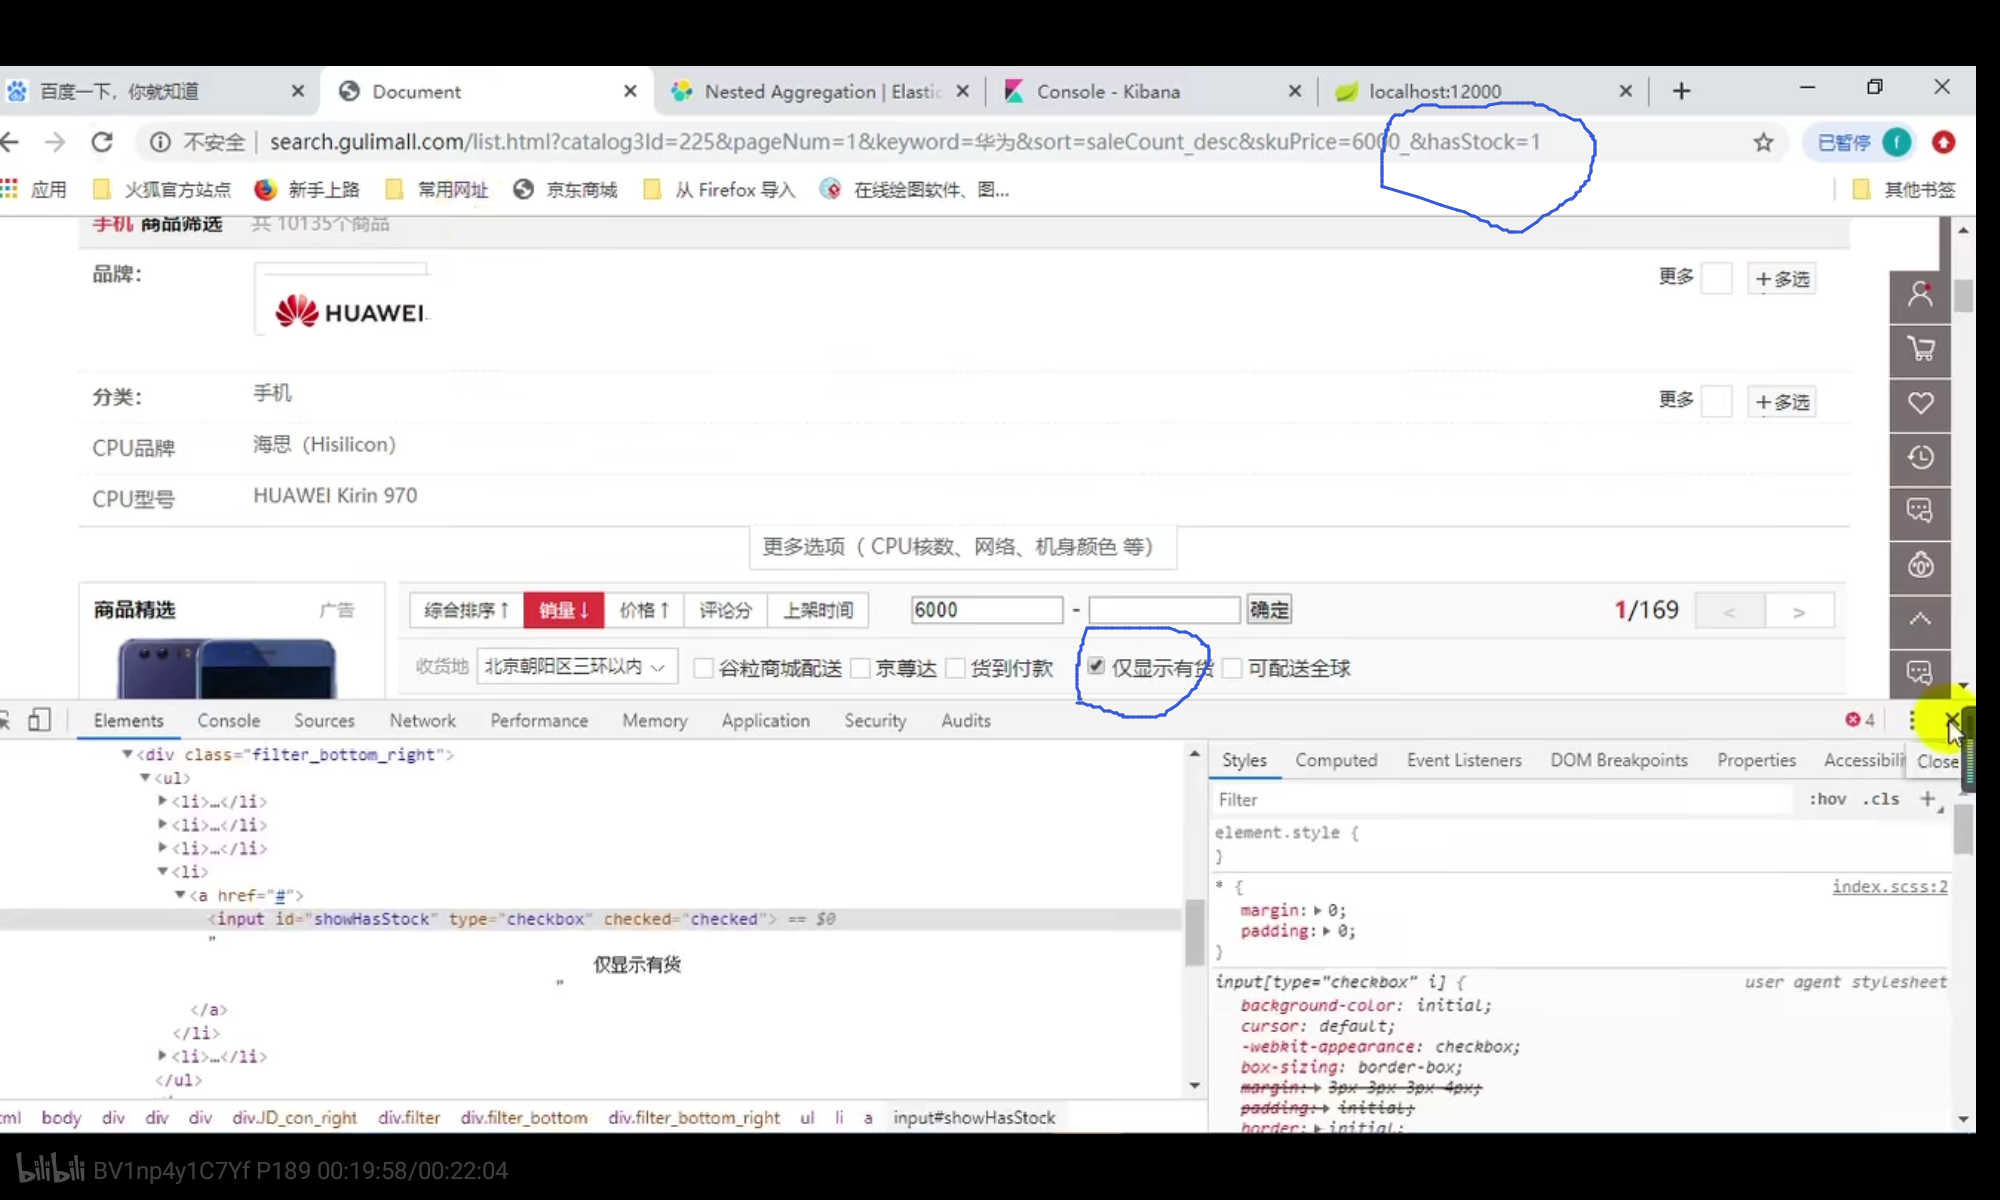 百度一下，你就知道
Document
Nested Aggregation | Elastic
Console - Kibana
localhost:12000
不安全
search.gulimall.com/list.html?catalog3Id=225&pageNum=1&keyword=华为&sort=saleCount_desc&skuPrice=6000_&hasStock=1
已暂停 f
应用 火狐官方站点 新手上路 常用网址 京东商城 从 Firefox 导入 在线绘图软件、图... 其他书签
手机 商品筛选 共 10135个商品
品牌: HUAWEI 更多 +多选
分类: 手机 更多 +多选
CPU品牌 海思（Hisilicon）
CPU型号 HUAWEI Kirin 970
更多选项（ CPU核数、网络、机身颜色 等）
商品精选 广告
综合排序↑ 销量↓ 价格↑ 评论分 上架时间 6000 - 确定 1/169 < >
收货地 北京朝阳区三环以内 谷粒商城配送 京尊达 货到付款 仅显示有货 可配送全球
Elements Console Sources Network Performance Memory Application Security Audits 4
<div class="filter_bottom_right">
<ul>
<li>…</li>
<li>…</li>
<li>…</li>
<li>
<a href="#">
<input id="showHasStock" type="checkbox" checked="checked"> == $0
"
仅显示有货
"
</a>
</li>
<li>…</li>
</ul>
tml body div div div div.JD_con_right div.filter div.filter_bottom div.filter_bottom_right ul li a input#showHasStock
Styles Computed Event Listeners DOM Breakpoints Properties Accessibili Close
Filter :hov .cls +
element.style {
}
* { index.scss:2
margin: 0;
padding: 0;
}
input[type="checkbox" i] { user agent stylesheet
background-color: initial;
cursor: default;
-webkit-appearance: checkbox;
box-sizing: border-box;
margin: 3px 3px 3px 4px;
padding: initial;
border: initial;
bilibili BV1np4y1C7Yf P189 00:19:58/00:22:04